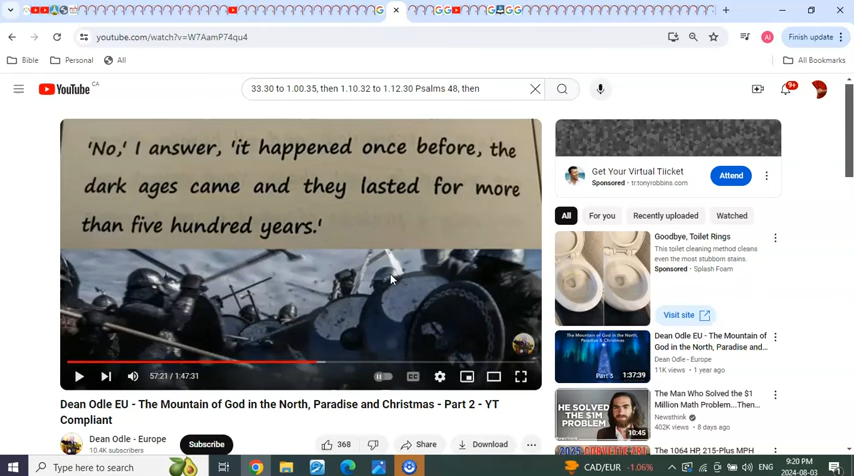 Finish update
youtube.com/watch?v=W7AamP74qu4
Bible
Personal
All
All Bookmarks
YouTube CA
33.30 to 1.00.35, then 1.10.32 to 1.12.30 Psalms 48, then
9+
'No,' I answer, 'it happened once before, the
dark ages came and they lasted for more
than five hundred years.'
57:21 / 1:47:31
Dean Odle EU - The Mountain of God in the North, Paradise and Christmas - Part 2 - YT
Compliant
Dean Odle - Europe
10.4K subscribers
Subscribe
368
Share
Download
Get Your Virtual Tiicket
Sponsored · tr.tonyrobbins.com
Attend
All
For you
Recently uploaded
Watched
Goodbye, Toilet Rings
This toilet cleaning method cleans
even the most stubborn stains.
Sponsored · Splash Foam
Visit site
Part 3
1:37:39
Dean Odle EU - The Mountain of
God in the North, Paradise and...
Dean Odle - Europe
11K views · 1 year ago
HE SOLVED
THE $1M
PROBLEM
10:45
The Man Who Solved the $1
Million Math Problem...Then...
Newsthink
402K views · 8 days ago
The 1064 HP, 215-Plus MPH
Type here to search
CAD/EUR -1.06%
9:20 PM
2024-08-03